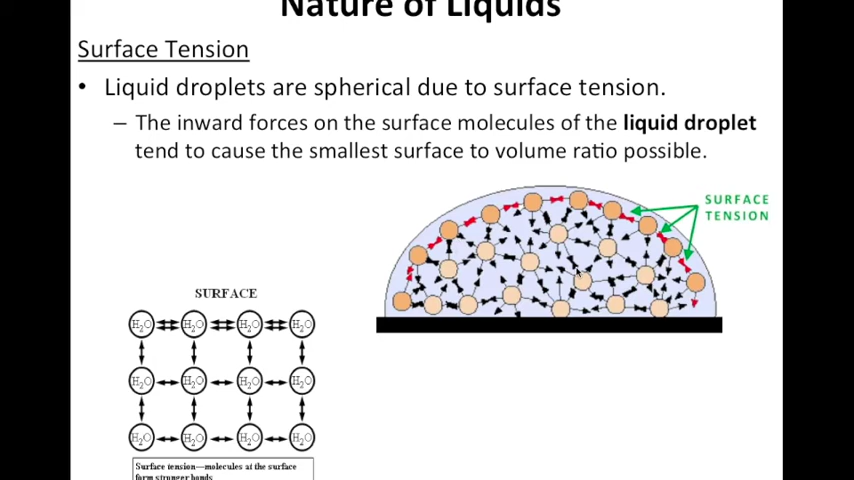 Nature of Liquids
Surface Tension
• Liquid droplets are spherical due to surface tension.
– The inward forces on the surface molecules of the liquid droplet
tend to cause the smallest surface to volume ratio possible.
SURFACE
TENSION
SURFACE
H₂O H₂O H₂O H₂O
H₂O H₂O H₂O H₂O
H₂O H₂O H₂O H₂O
Surface tension—molecules at the surface
form stronger bonds